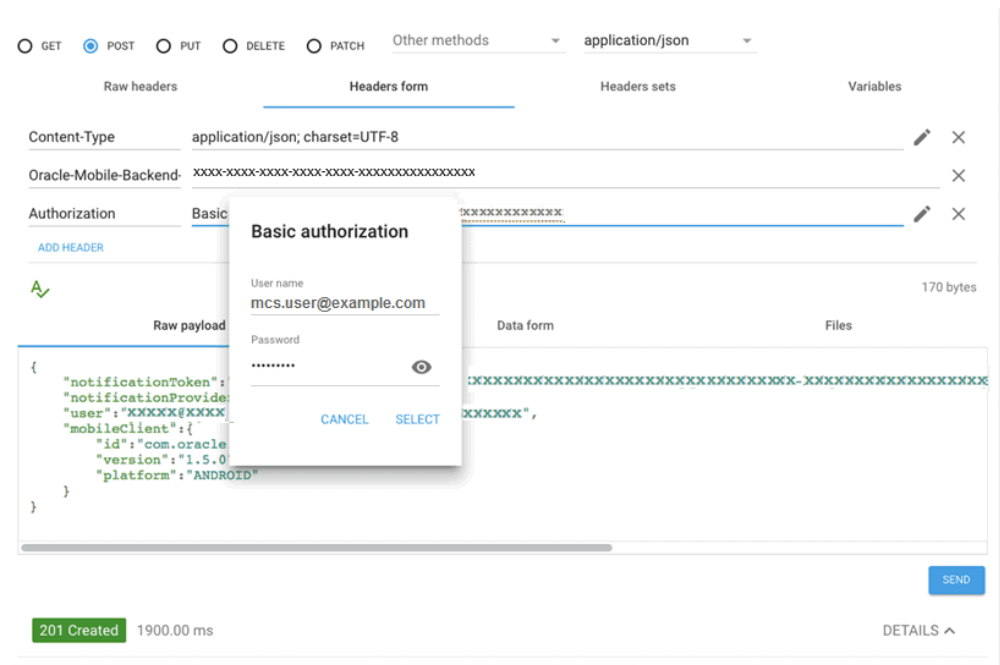 GET POST PUT DELETE PATCH Other methods application/json
Raw headers Headers form Headers sets Variables
Content-Type application/json; charset=UTF-8
Oracle-Mobile-Backend- xxxx-xxxx-xxxx-xxxx-xxxx-xxxxxxxxxxxxxxxxx
Authorization Basic xxxxxxxxxxxx
ADD HEADER
Basic authorization
User name
mcs.user@example.com
Password
•••••••••
CANCEL SELECT
170 bytes
Raw payload Data form Files
{
"notificationToken":
"notificationProvide
"user":"XXXXX@XXXX xxxxxxx",
"mobileClient":{
"id":"com.oracle
"version":"1.5.0"
"platform":"ANDROID"
}
}
SEND
201 Created 1900.00 ms DETAILS